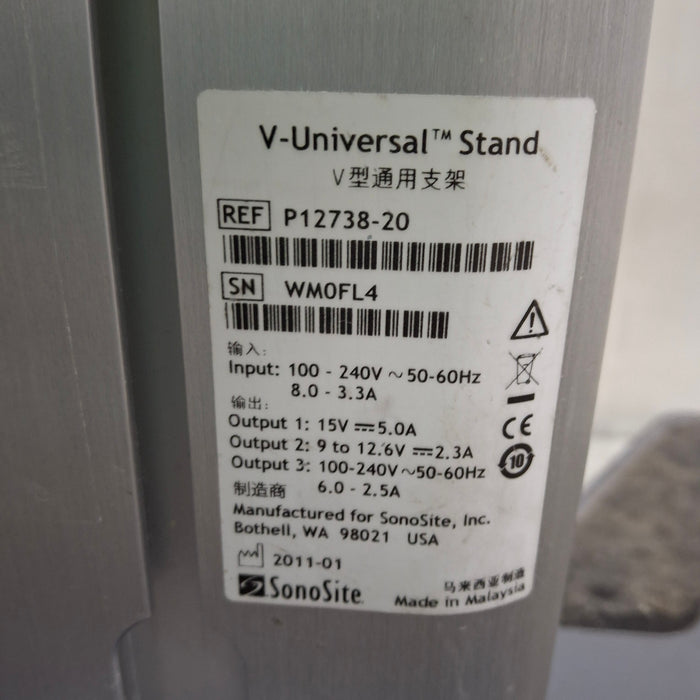 V-Universal™ Stand
V型通用支架
REF P12738-20
SN WM0FL4
输入:
Input: 100 - 240V ~ 50-60Hz
8.0 - 3.3A
输出:
Output 1: 15V ⎓ 5.0A
Output 2: 9 to 12.6V ⎓ 2.3A
Output 3: 100-240V ~ 50-60Hz
制造商 6.0 - 2.5A
Manufactured for SonoSite, Inc.
Bothell, WA 98021 USA
2011-01
SonoSite
马来西亚制造
Made in Malaysia
CE
10